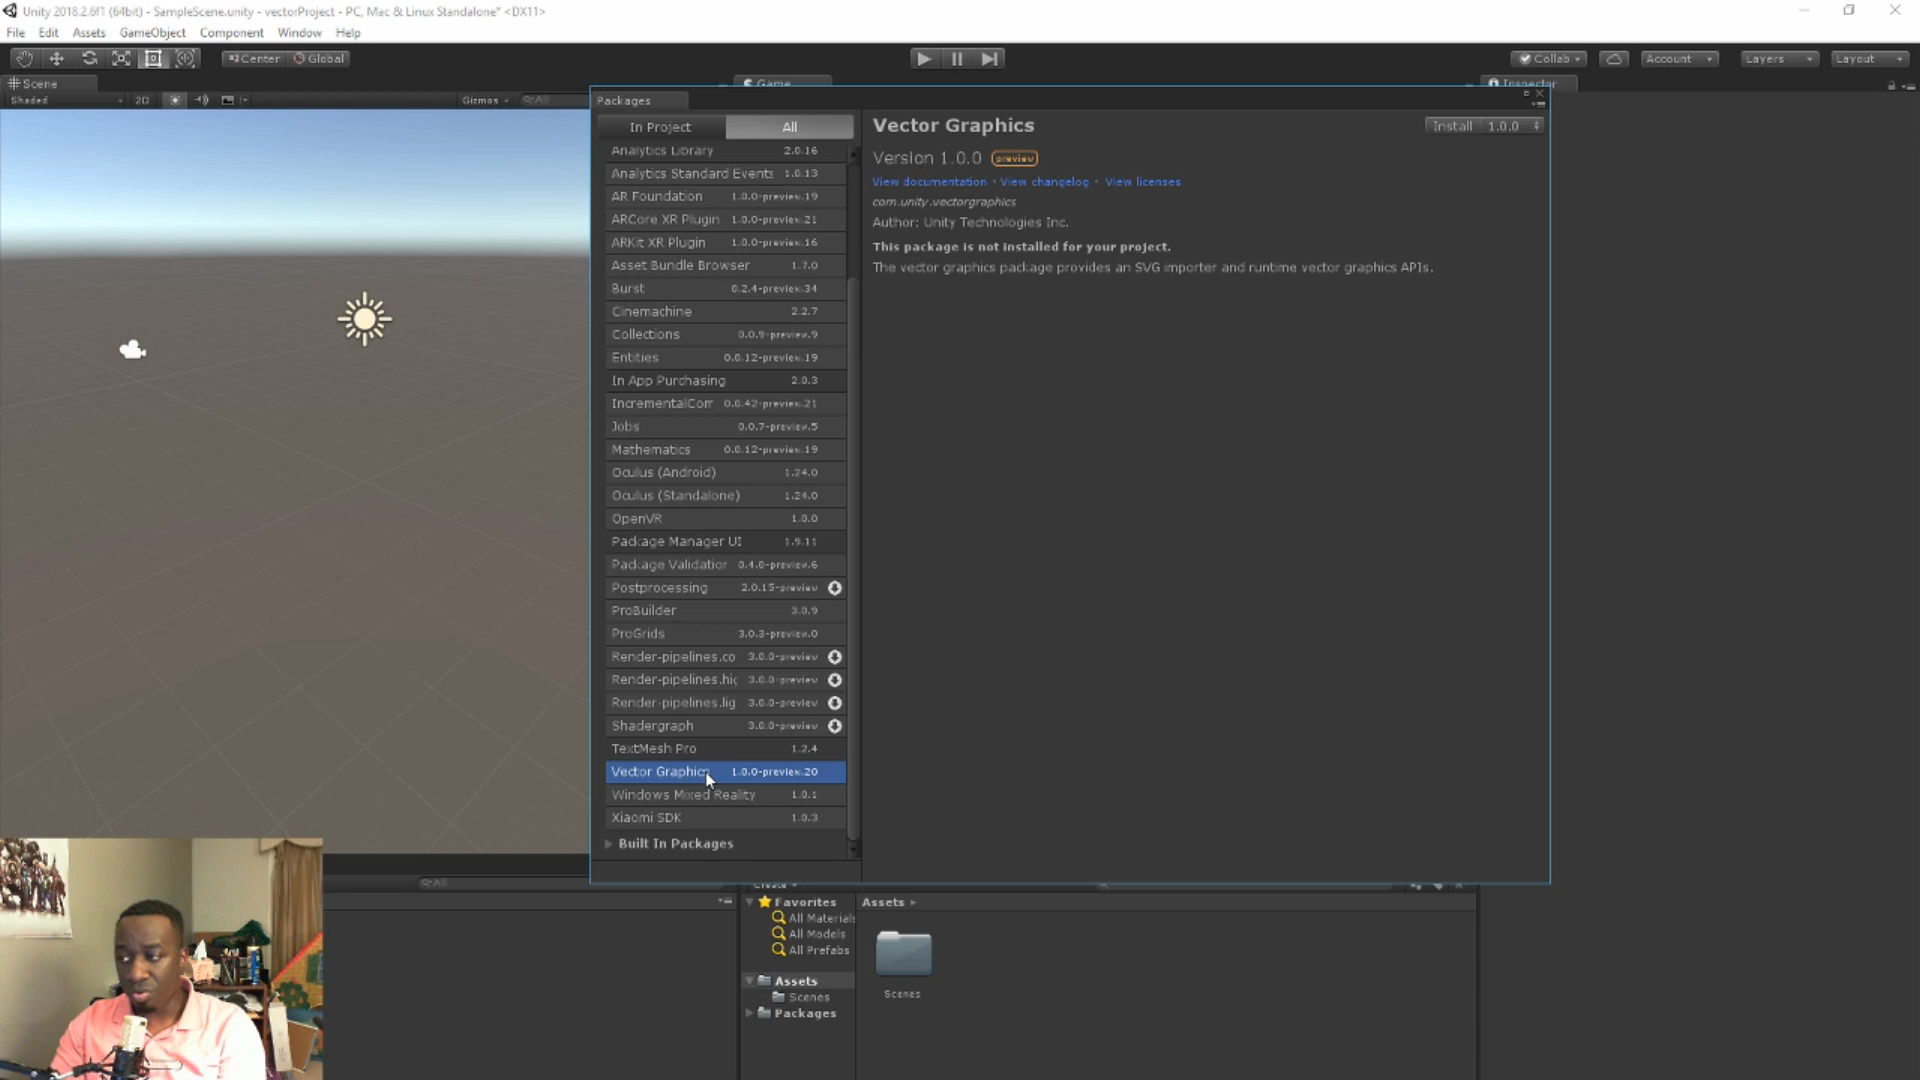 Unity 2018.2.6f1 (64bit) - SampleScene.unity - vectorProject - PC, Mac & Linux Standalone* <DX11>
File Edit Assets GameObject Component Window Help
Center Global
Collab
Account
Layers
Layout
Scene
Game
Inspector
Shaded
2D
Gizmos
All
Packages
In Project
All
Analytics Library 2.0.16
Analytics Standard Events 1.0.13
AR Foundation 1.0.0-preview.19
ARCore XR Plugin 1.0.0-preview.21
ARKit XR Plugin 1.0.0-preview.16
Asset Bundle Browser 1.7.0
Burst 0.2.4-preview.34
Cinemachine 2.2.7
Collections 0.0.9-preview.9
Entities 0.0.12-preview.19
In App Purchasing 2.0.3
IncrementalCom 0.0.42-preview.21
Jobs 0.0.7-preview.5
Mathematics 0.0.12-preview.19
Oculus (Android) 1.24.0
Oculus (Standalone) 1.24.0
OpenVR 1.0.0
Package Manager UI 1.9.11
Package Validation 0.4.0-preview.6
Postprocessing 2.0.15-preview
ProBuilder 3.0.9
ProGrids 3.0.3-preview.0
Render-pipelines.co 3.0.0-preview
Render-pipelines.hig 3.0.0-preview
Render-pipelines.lig 3.0.0-preview
Shadergraph 3.0.0-preview
TextMesh Pro 1.2.4
Vector Graphics 1.0.0-preview.20
Windows Mixed Reality 1.0.1
Xiaomi SDK 1.0.3
Built In Packages
Vector Graphics
Install 1.0.0
Version 1.0.0 preview
View documentation • View changelog • View licenses
com.unity.vectorgraphics
Author: Unity Technologies Inc.
This package is not installed for your project.
The vector graphics package provides an SVG importer and runtime vector graphics APIs.
All
Create
Favorites
All Materials
All Models
All Prefabs
Assets
Scenes
Packages
Assets
Scenes